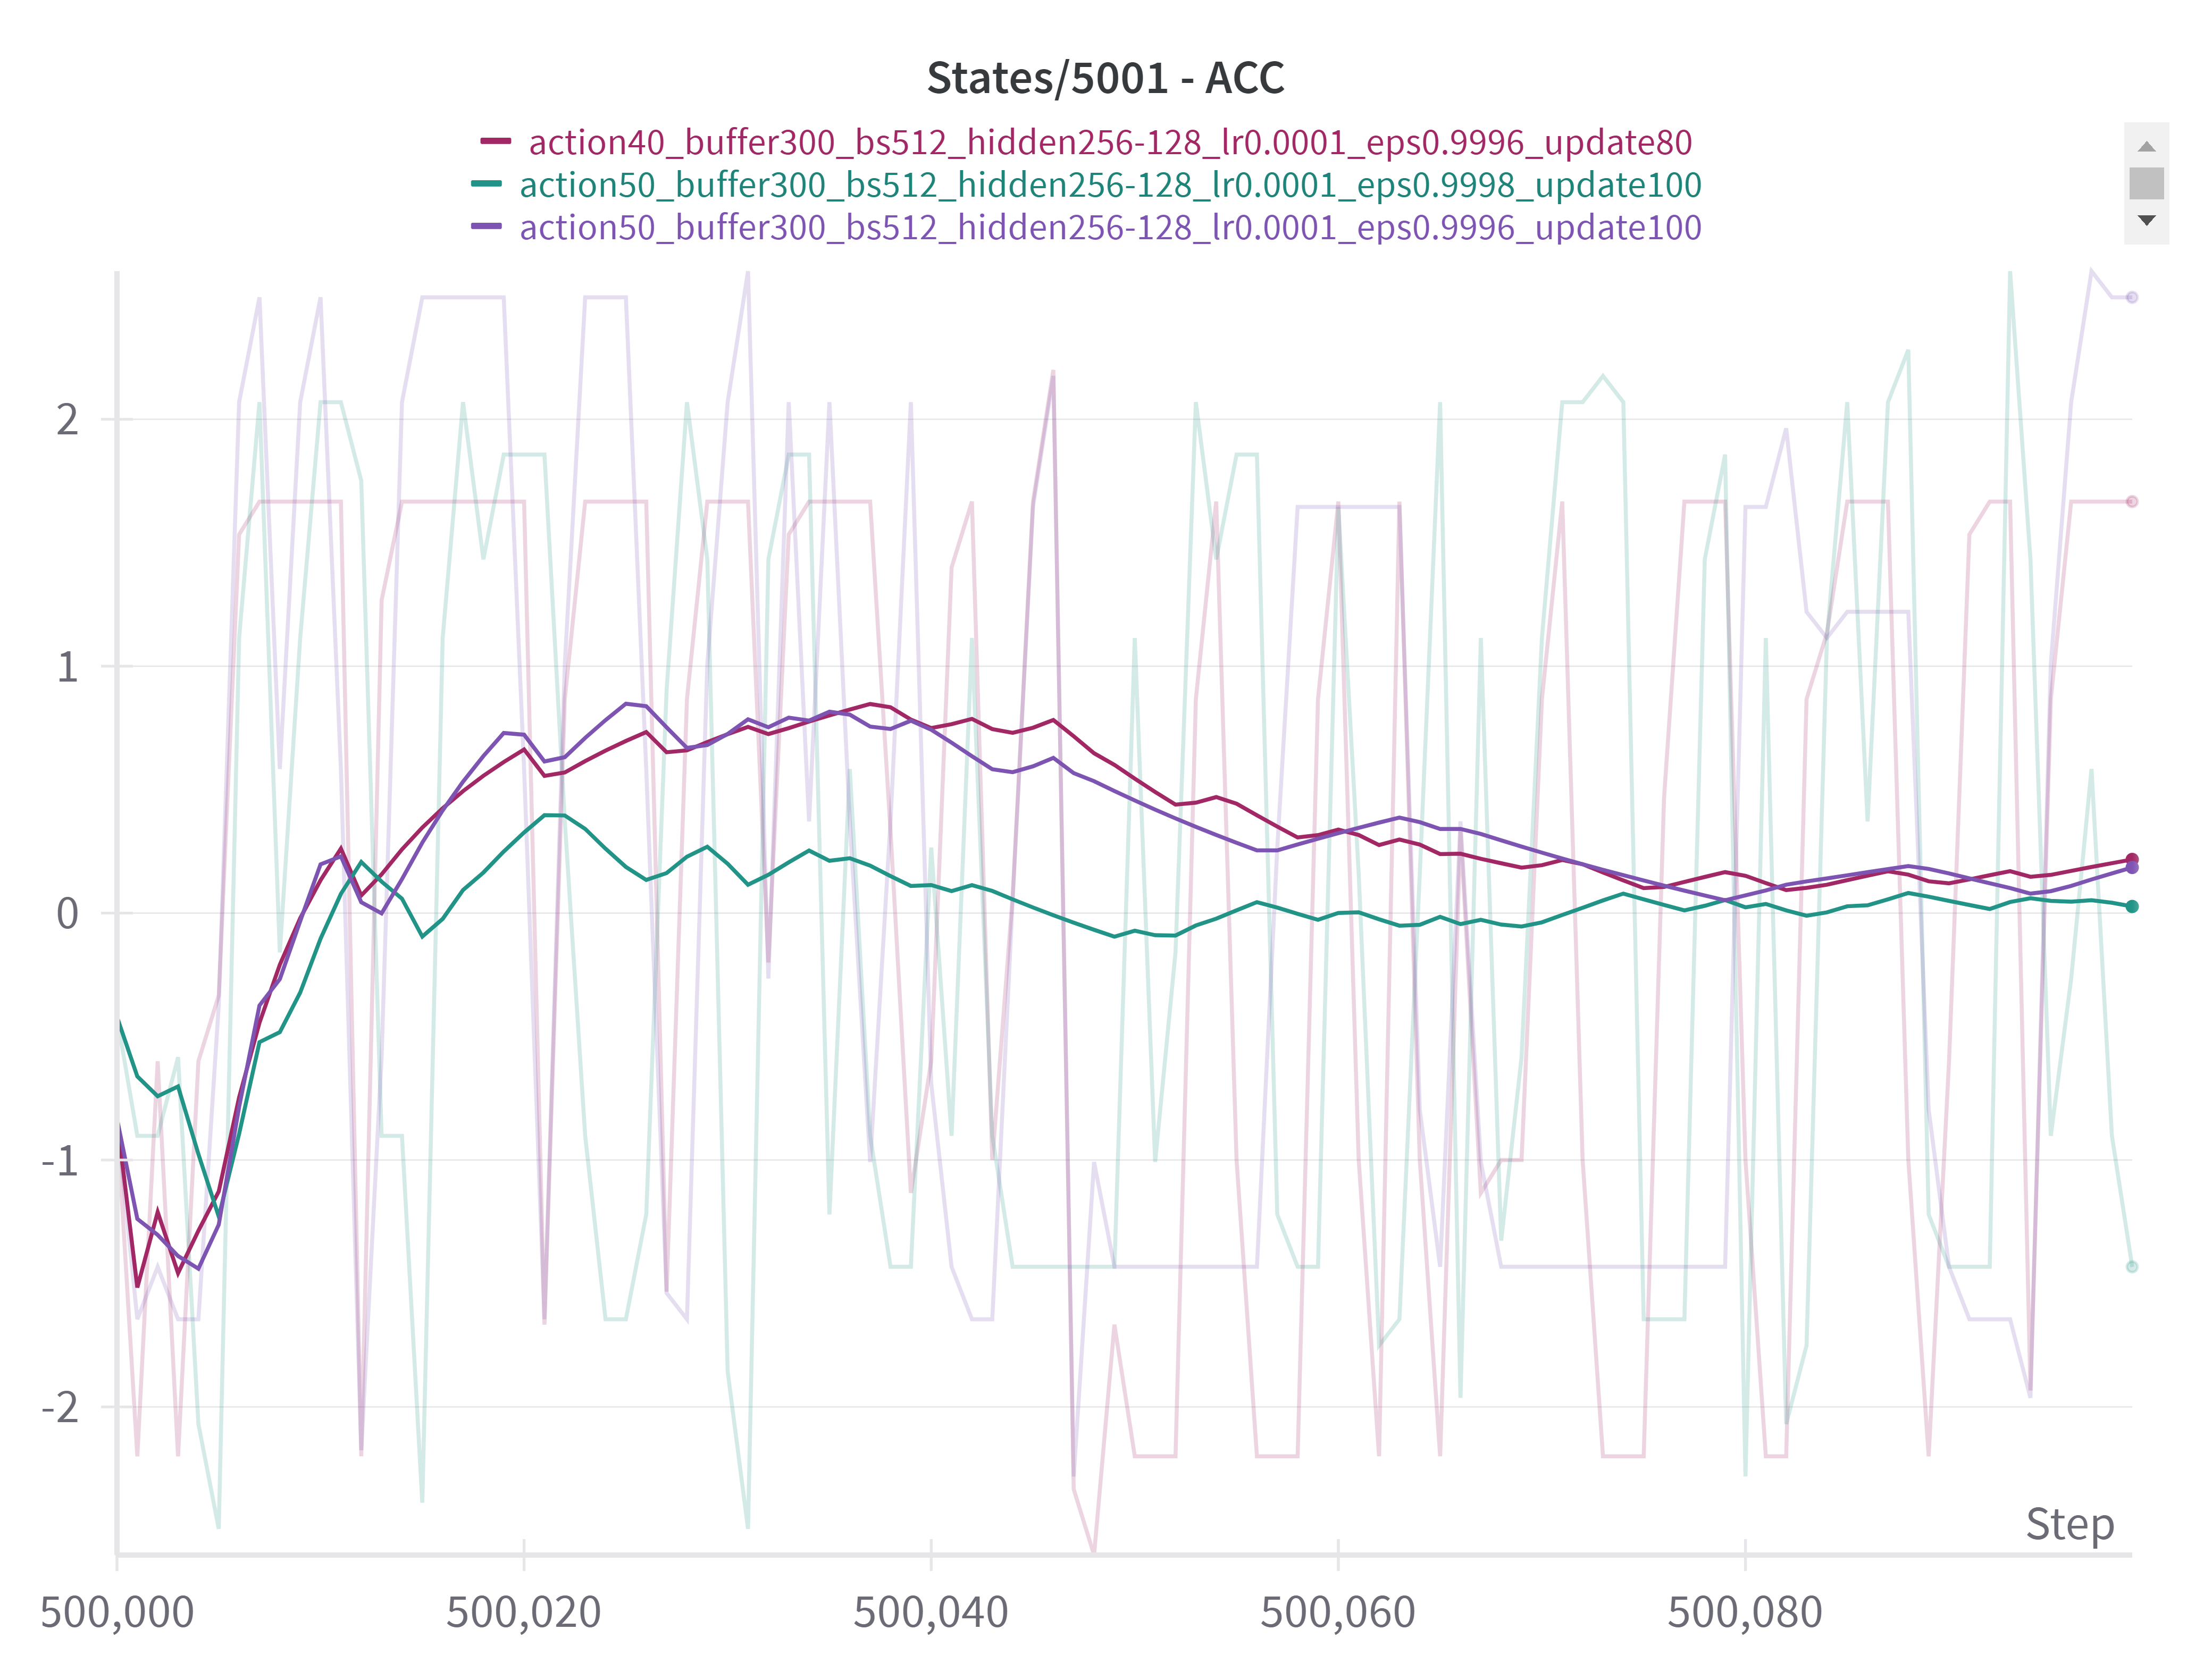 States/5001 - ACC
action40_buffer300_bs512_hidden256-128_lr0.0001_eps0.9996_update80
action50_buffer300_bs512_hidden256-128_lr0.0001_eps0.9998_update100
action50_buffer300_bs512_hidden256-128_lr0.0001_eps0.9996_update100
2
1
0
-1
-2
Step
500,000 500,020 500,040 500,060 500,080